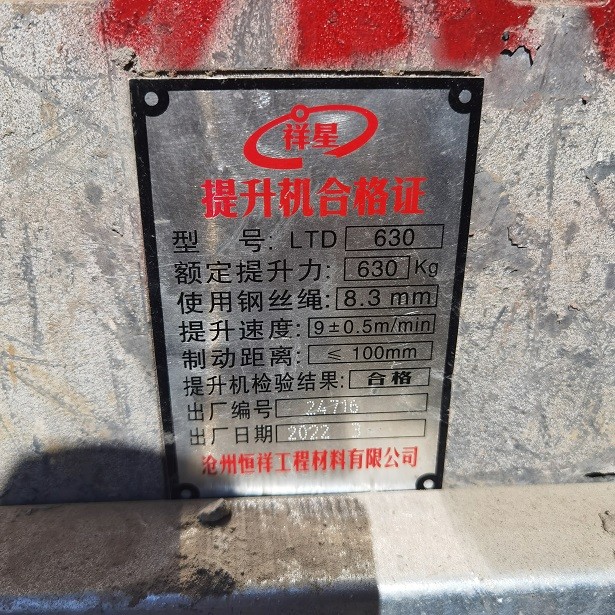 祥星
提升机合格证
型 号: LTD 630
额定提升力: 630 Kg
使用钢丝绳: 8.3 mm
提升速度: 9±0.5m/min
制动距离: ≤ 100mm
提升机检验结果: 合格
出厂编号 24716
出厂日期 2022 3
沧州恒祥工程材料有限公司